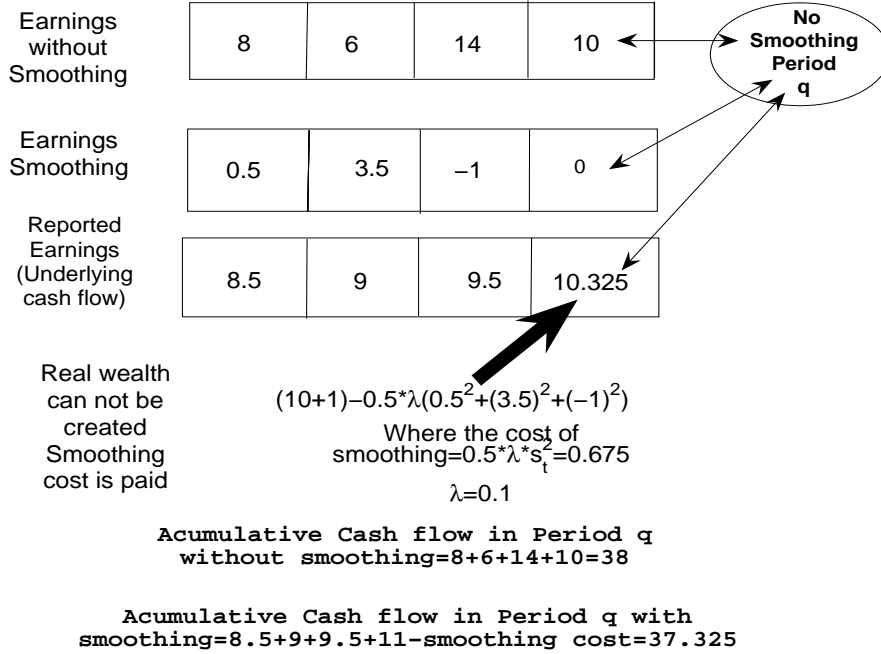 Earnings
without
Smoothing
8 6 14 10
No
Smoothing
Period
q
Earnings
Smoothing
0.5 3.5 −1 0
Reported
Earnings
(Underlying
cash flow)
8.5 9 9.5 10.325
Real wealth
can not be
created
Smoothing
cost is paid
(10+1)−0.5*λ(0.5²+(3.5)²+(−1)²)
Where the cost of
smoothing=0.5*λ*s_t²=0.675
λ=0.1
Acumulative Cash flow in Period q
without smoothing=8+6+14+10=38
Acumulative Cash flow in Period q with
smoothing=8.5+9+9.5+11−smoothing cost=37.325